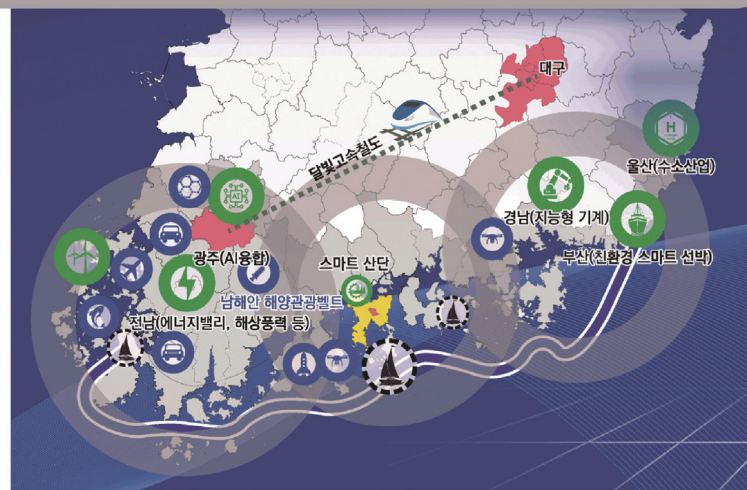 대구
달빛고속철도
H
울산(수소산업)
AI
경남(지능형 기계)
광주(AI융합)
스마트 산단
부산(친환경 스마트 선박)
남해안 해양관광벨트
전남(에너지밸리, 해상풍력 등)